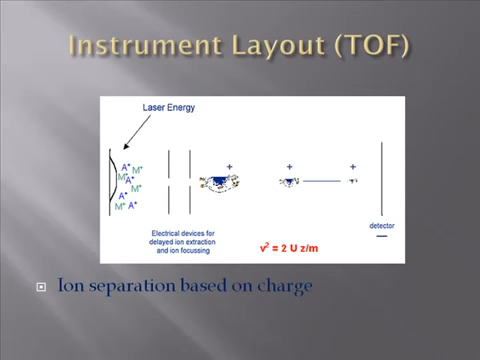 Instrument Layout (TOF)
Laser Energy
A⁺ M⁺
M⁺ A⁺
M⁺
M⁺ A⁺
+ + +
Electrical devices for
delayed ion extraction
and ion focussing
detector
v² = 2 U z/m
Ion separation based on charge